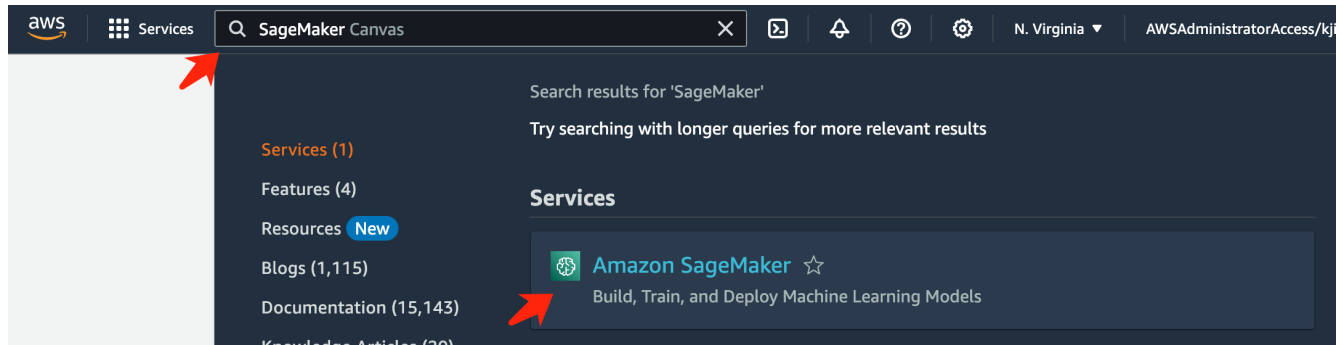 aws
Services
SageMaker Canvas
N. Virginia ▼
AWSAdministratorAccess/kji
Search results for 'SageMaker'
Try searching with longer queries for more relevant results
Services (1)
Features (4)
Resources New
Blogs (1,115)
Documentation (15,143)
Services
Amazon SageMaker
Build, Train, and Deploy Machine Learning Models